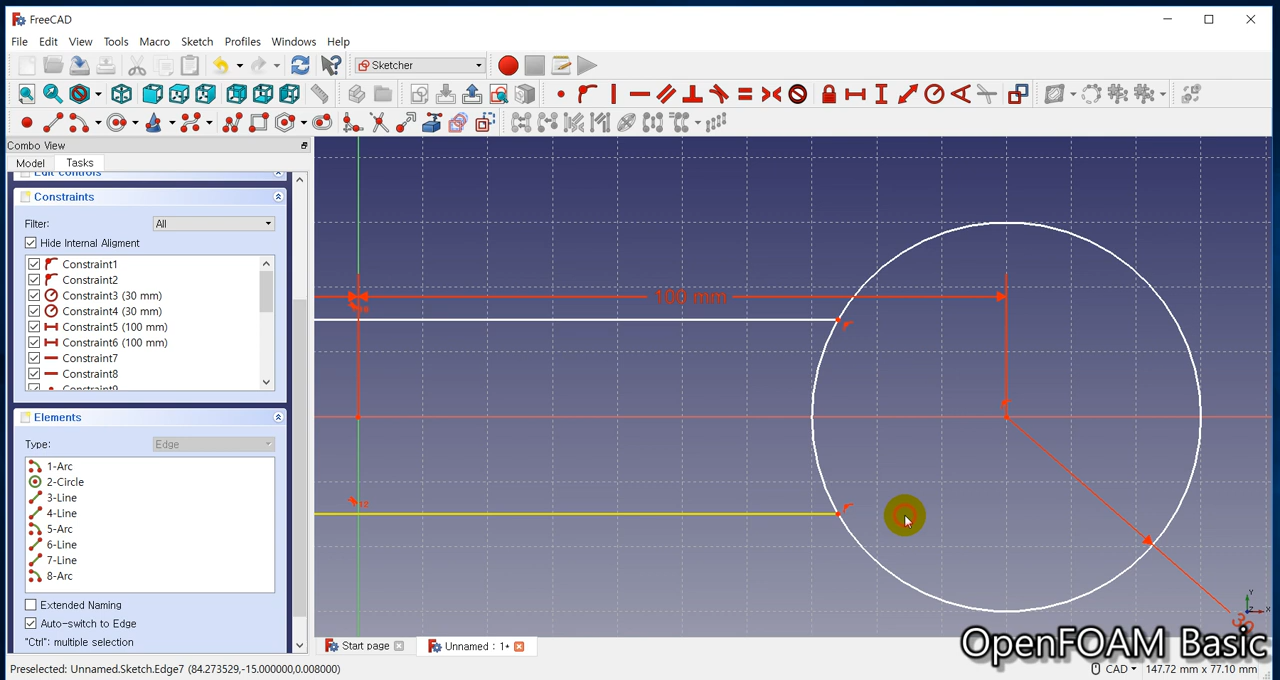 FreeCAD
File Edit View Tools Macro Sketch Profiles Windows Help
Sketcher
Combo View
Model Tasks
Edit controls
Constraints
Filter: All
Hide Internal Aligment
Constraint1
Constraint2
Constraint3 (30 mm)
Constraint4 (30 mm)
Constraint5 (100 mm)
Constraint6 (100 mm)
Constraint7
Constraint8
Constraint9
Elements
Type: Edge
1-Arc
2-Circle
3-Line
4-Line
5-Arc
6-Line
7-Line
8-Arc
Extended Naming
Auto-switch to Edge
"Ctrl": multiple selection
100 mm
12
Y
Z X
Start page Unnamed : 1*
OpenFOAM Basic
Preselected: Unnamed.Sketch.Edge7 (84.273529,-15.000000,0.008000)
CAD 147.72 mm x 77.10 mm